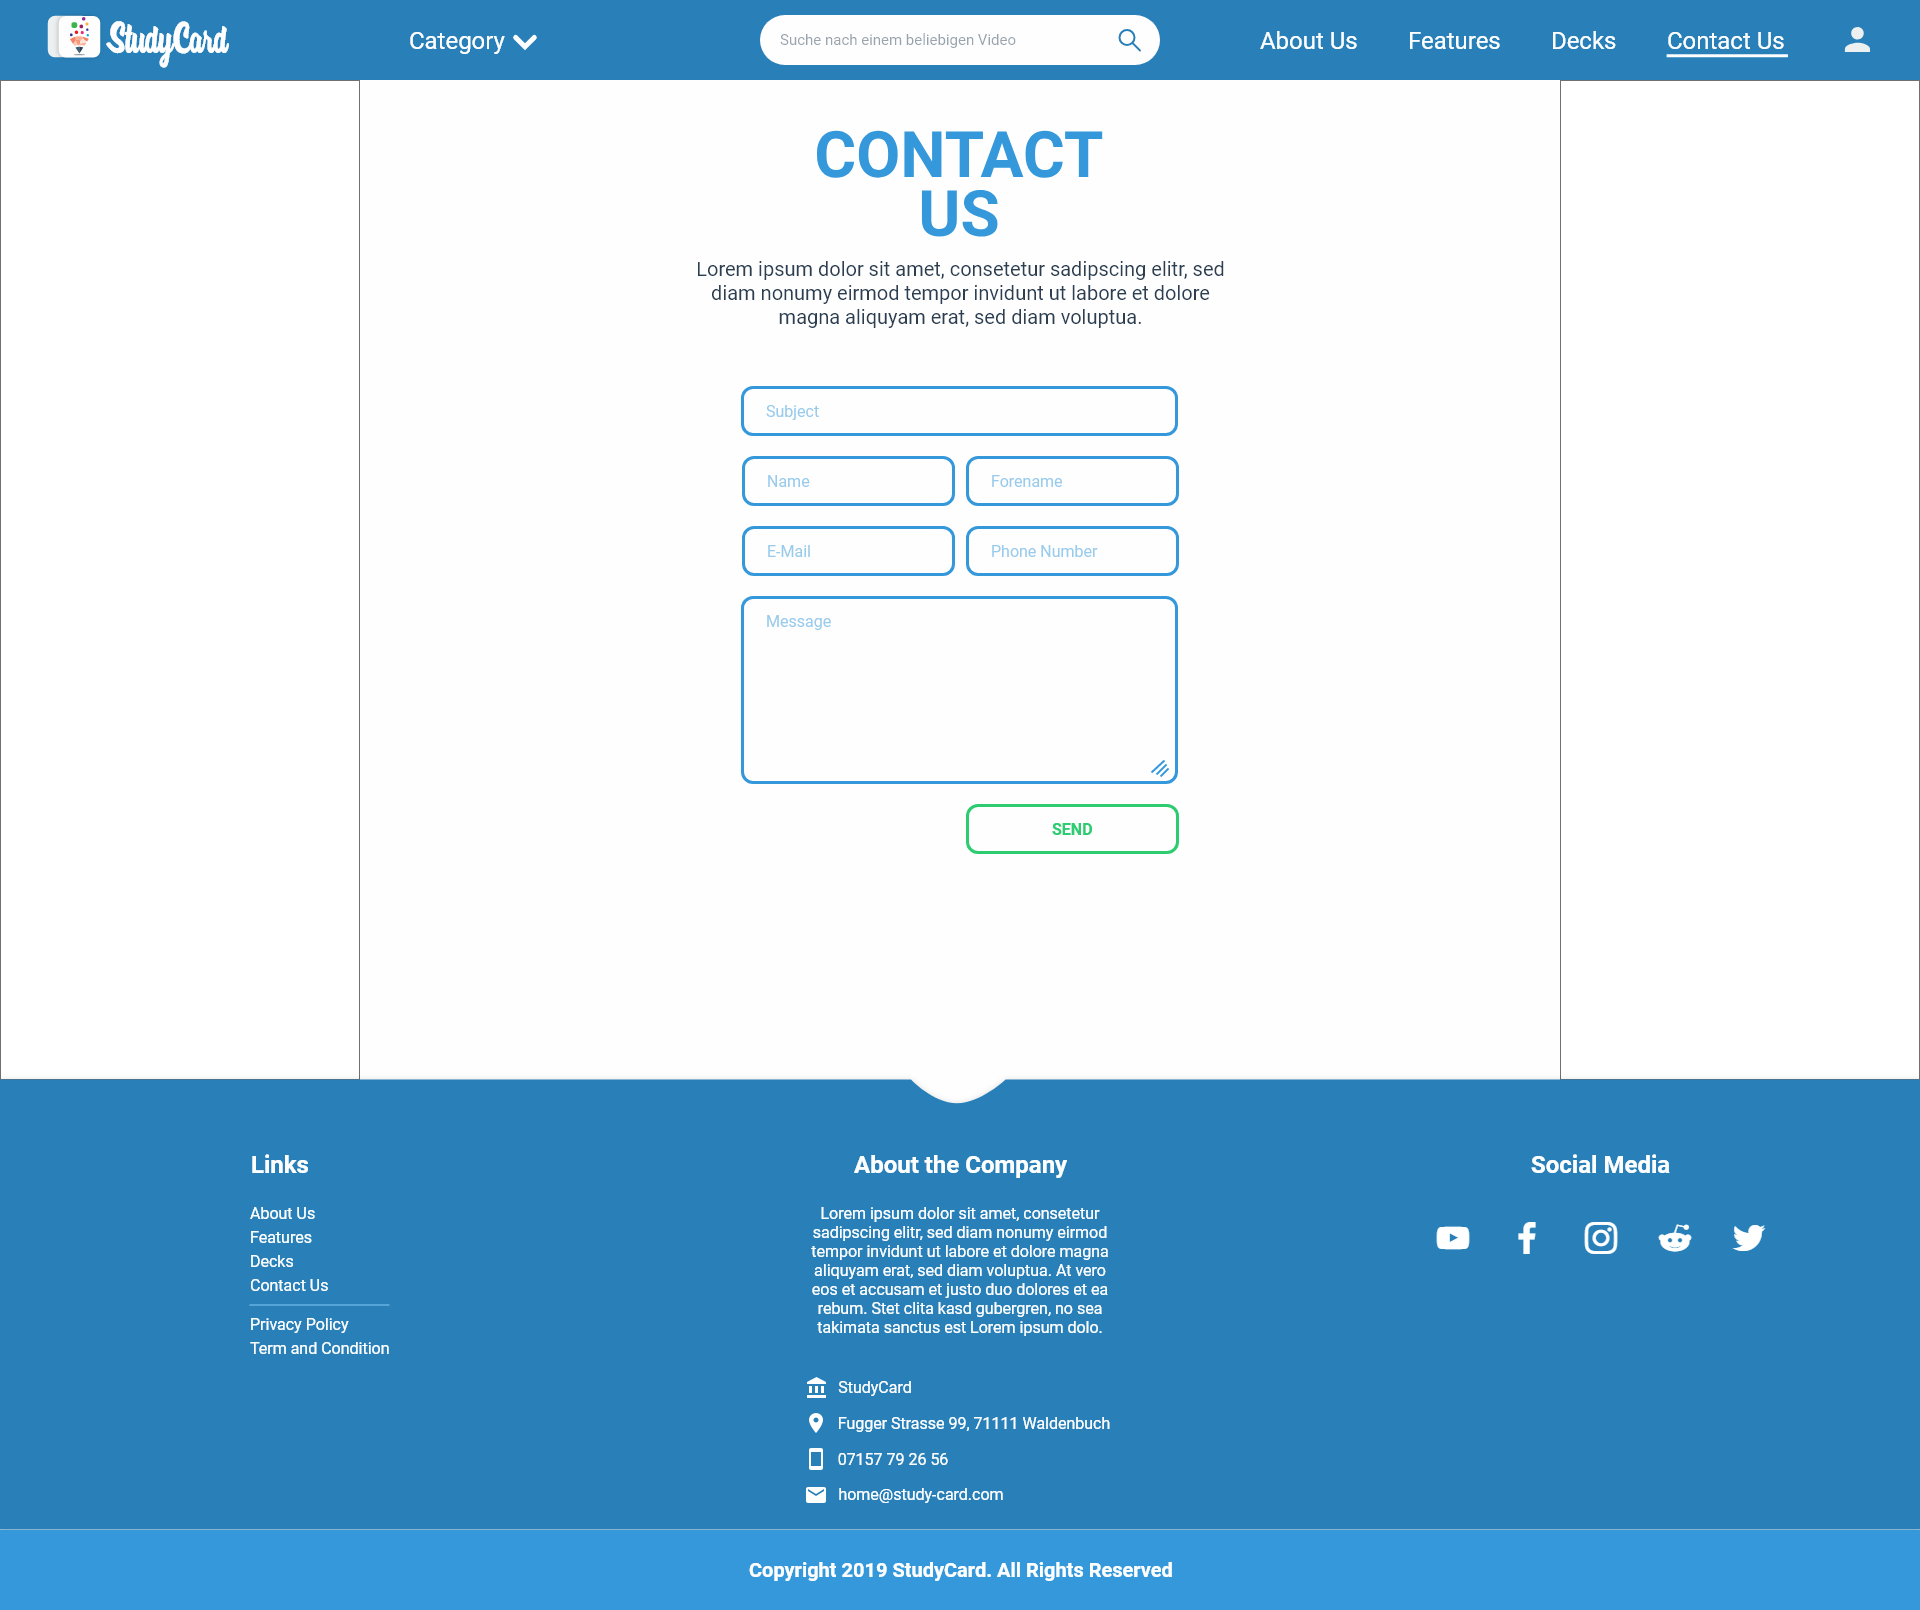 StudyCard
Category
Suche nach einem beliebigen Video
About Us
Features
Decks
Contact Us
CONTACT
US
Lorem ipsum dolor sit amet, consetetur sadipscing elitr, sed
diam nonumy eirmod tempor invidunt ut labore et dolore
magna aliquyam erat, sed diam voluptua.
Subject
Name
Forename
E-Mail
Phone Number
Message
SEND
Links
About Us
Features
Decks
Contact Us
Privacy Policy
Term and Condition
About the Company
Lorem ipsum dolor sit amet, consetetur
sadipscing elitr, sed diam nonumy eirmod
tempor invidunt ut labore et dolore magna
aliquyam erat, sed diam voluptua. At vero
eos et accusam et justo duo dolores et ea
rebum. Stet clita kasd gubergren, no sea
takimata sanctus est Lorem ipsum dolo.
StudyCard
Fugger Strasse 99, 71111 Waldenbuch
07157 79 26 56
home@study-card.com
Social Media
Copyright 2019 StudyCard. All Rights Reserved